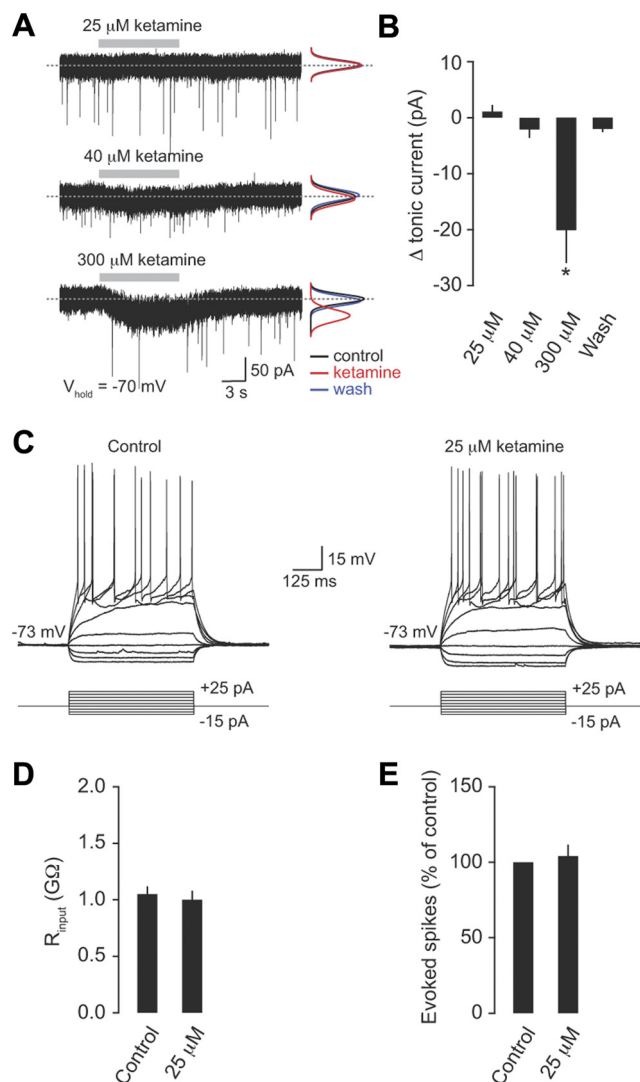 A
25 μM ketamine
40 μM ketamine
300 μM ketamine
V hold = -70 mV
50 pA
3 s
control
ketamine
wash
B
Δ tonic current (pA)
10
0
-10
-20
-30
*
25 μM
40 μM
300 μM
Wash
C
Control
25 μM ketamine
15 mV
125 ms
-73 mV
-73 mV
+25 pA
-15 pA
+25 pA
-15 pA
D
R input (GΩ)
2.0
1.5
1.0
0.5
0.0
Control
25 μM
E
Evoked spikes (% of control)
150
100
50
0
Control
25 μM